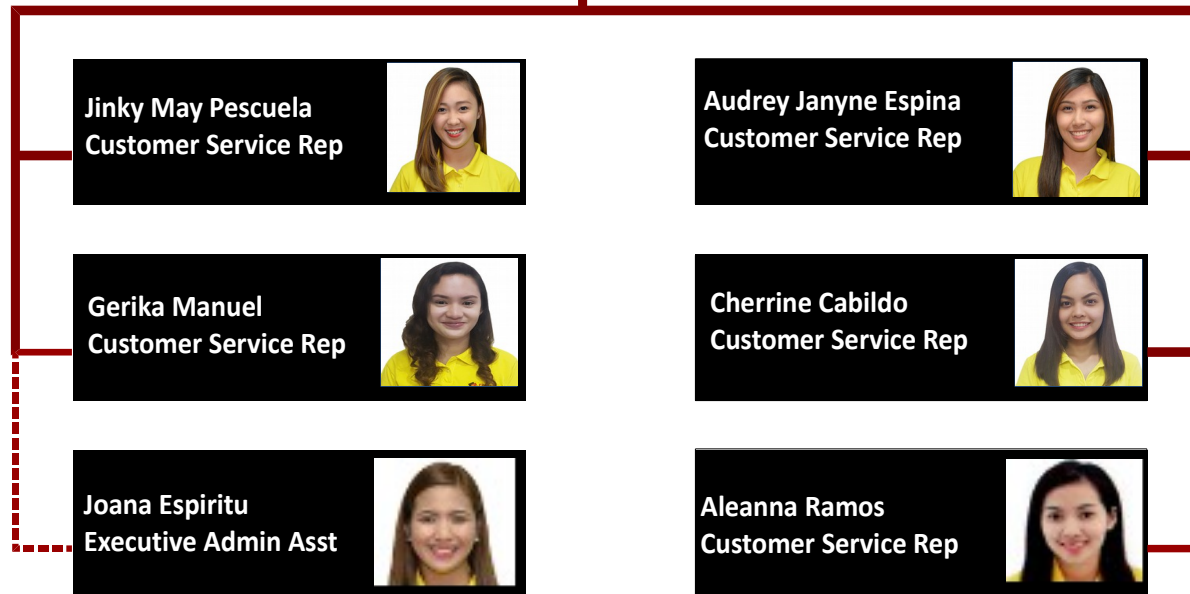 Jinky May Pescuela
Customer Service Rep
Audrey Janyne Espina
Customer Service Rep
Gerika Manuel
Customer Service Rep
Cherrine Cabildo
Customer Service Rep
Joana Espiritu
Executive Admin Asst
Aleanna Ramos
Customer Service Rep